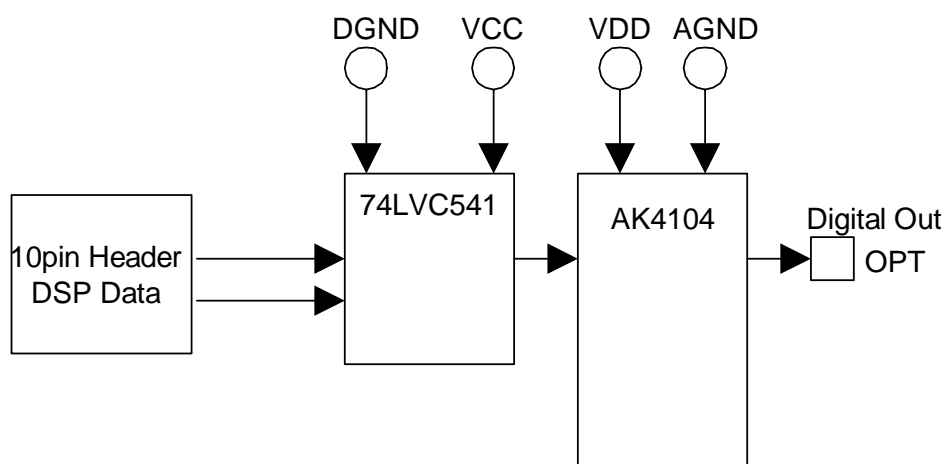 DGND
VCC
VDD
AGND
74LVC541
AK4104
Digital Out
OPT
10pin Header
DSP Data